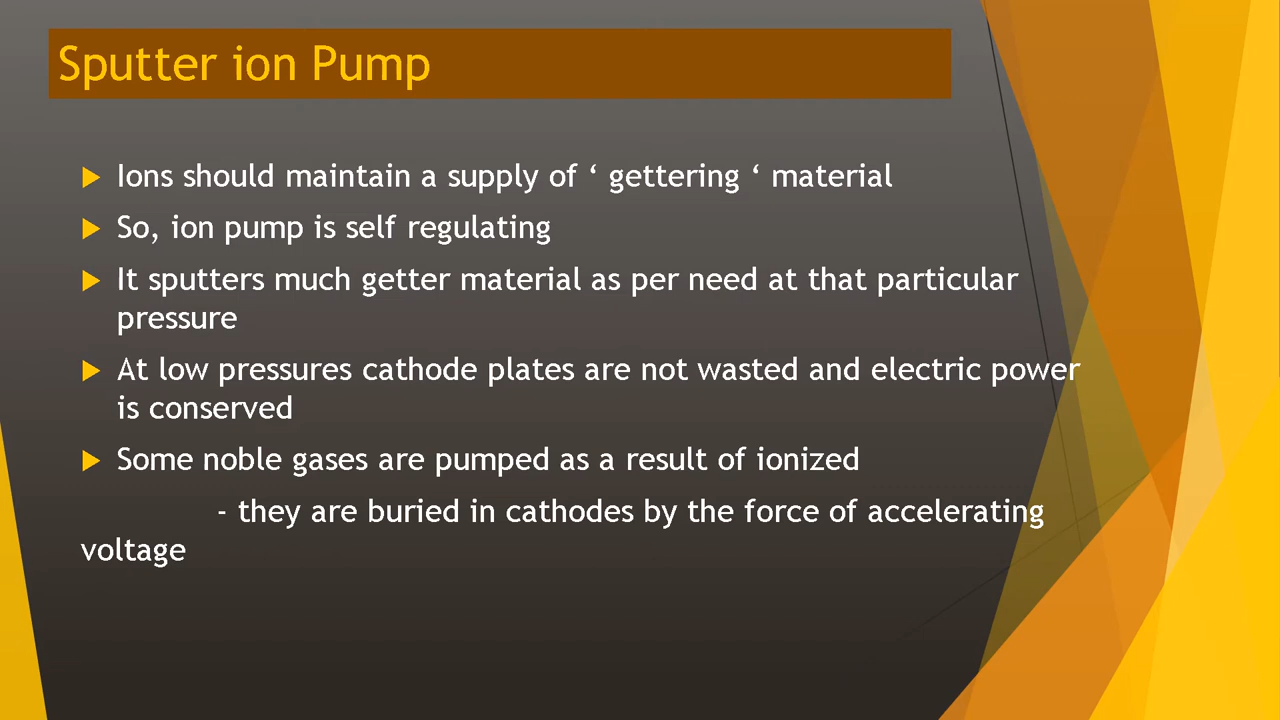 Sputter ion Pump
Ions should maintain a supply of ‘ gettering ‘ material
So, ion pump is self regulating
It sputters much getter material as per need at that particular
pressure
At low pressures cathode plates are not wasted and electric power
is conserved
Some noble gases are pumped as a result of ionized
- they are buried in cathodes by the force of accelerating
voltage